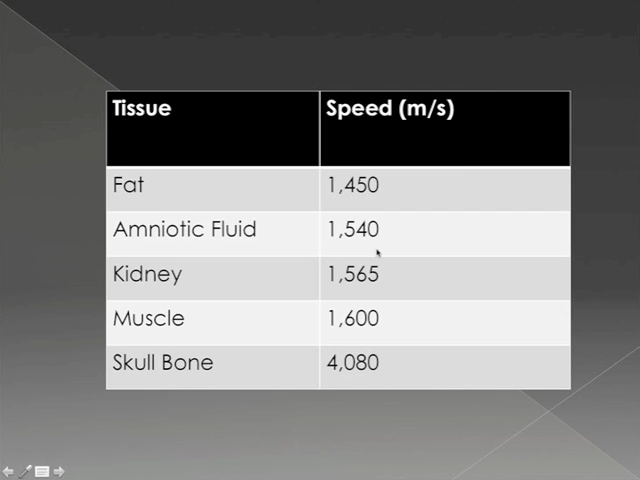 Tissue Speed (m/s)
Fat 1,450
Amniotic Fluid 1,540
Kidney 1,565
Muscle 1,600
Skull Bone 4,080